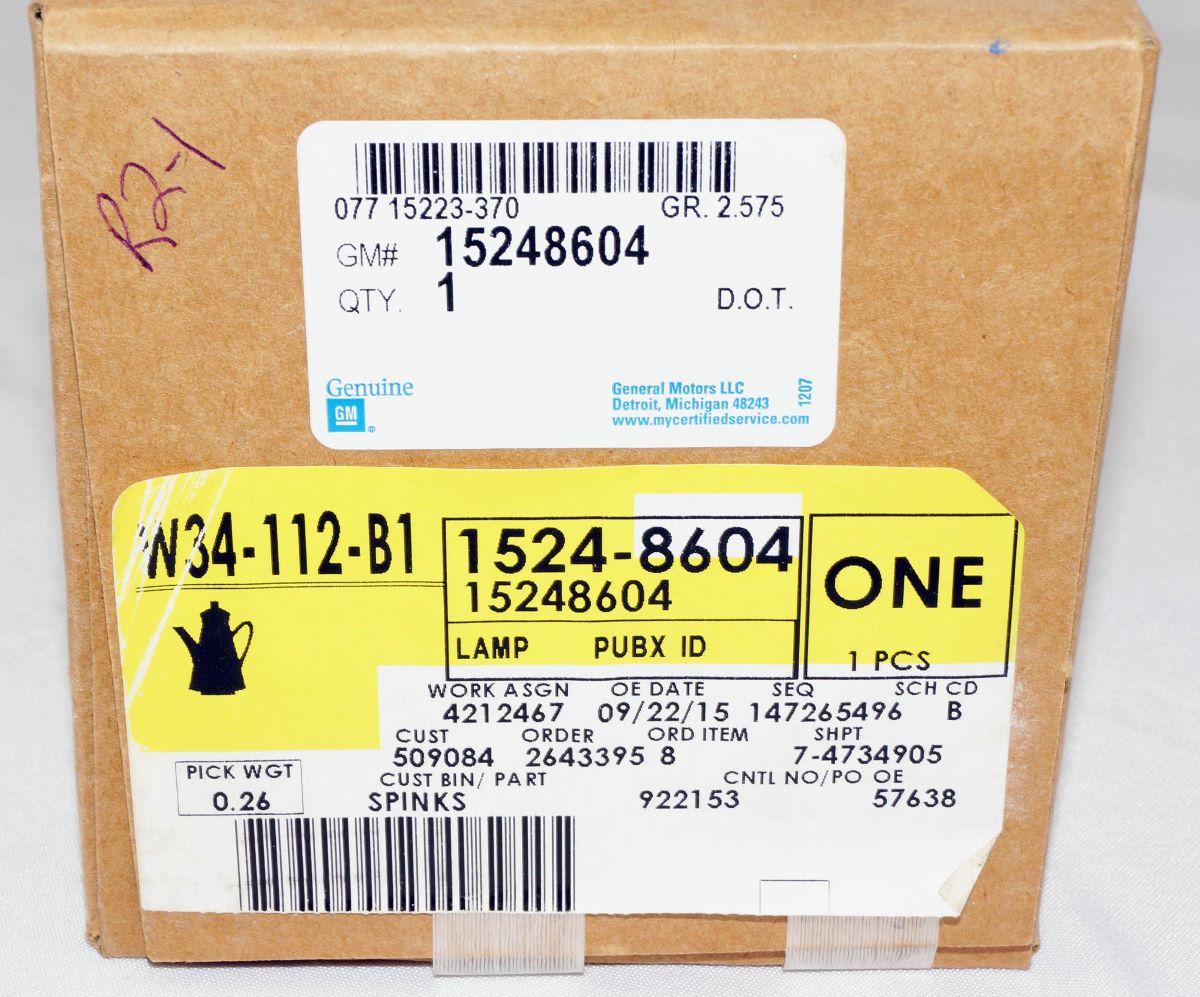 R2-1
077 15223-370 GR. 2.575
GM# 15248604
QTY. 1 D.O.T.
Genuine
GM
®
General Motors LLC
Detroit, Michigan 48243
www.mycertifiedservice.com
1207
W34-112-B1
1524-8604
15248604
LAMP PUBX ID
ONE
1 PCS
WORK ASGN OE DATE SEQ SCH CD
4212467 09/22/15 147265496 B
CUST ORDER ORD ITEM SHPT
509084 2643395 8 7-4734905
PICK WGT
0.26
CUST BIN/ PART CNTL NO/PO OE
SPINKS 922153 57638